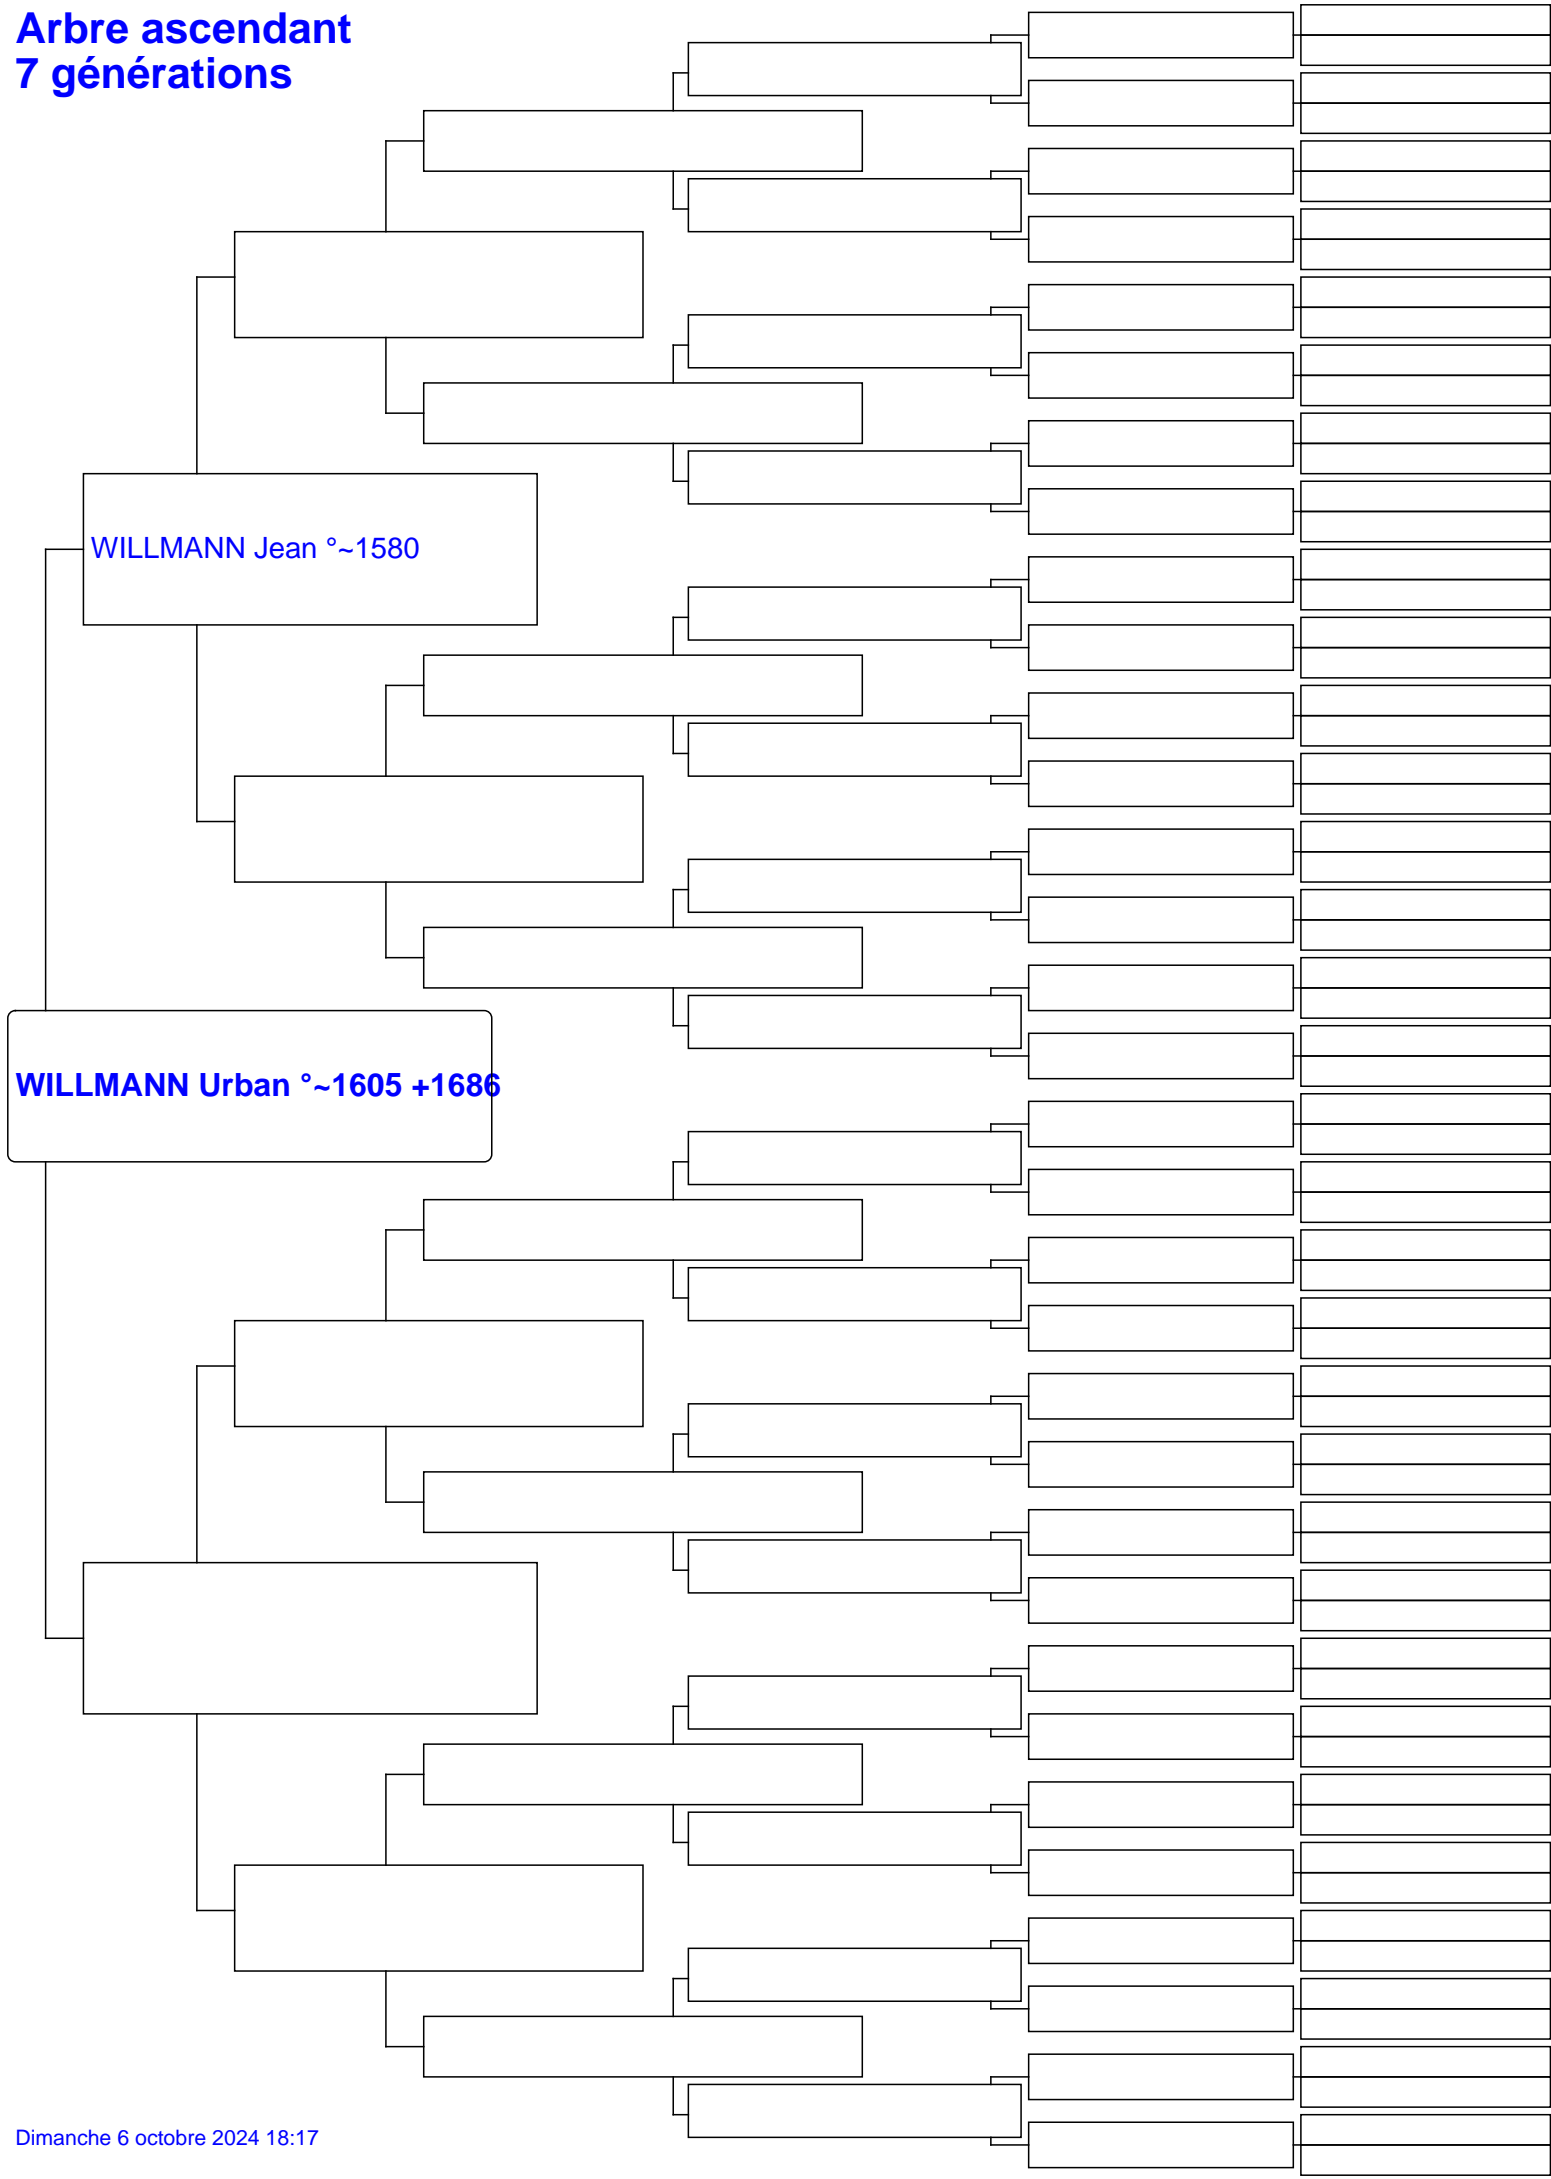 Arbre ascendant
7 générations
WILLMANN Jean °~1580
WILLMANN Urban °~1605 +1686
Dimanche 6 octobre 2024 18:17